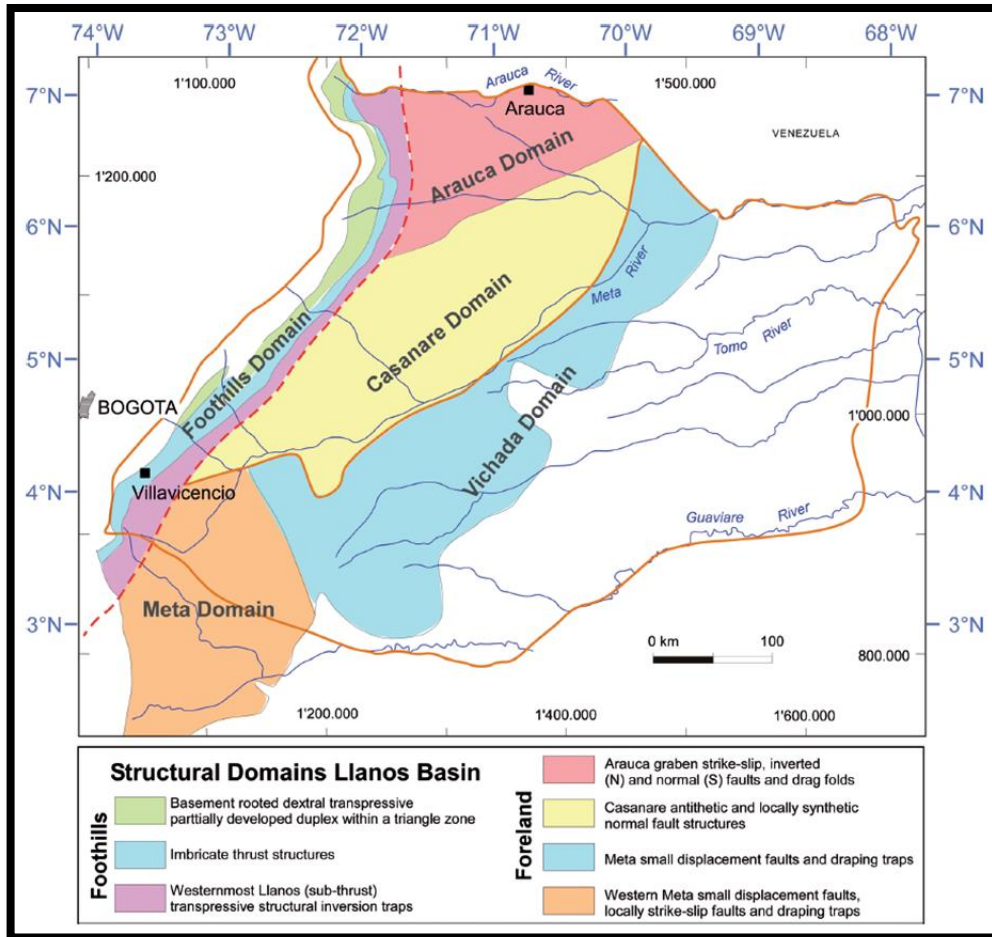 74°W 73°W 72°W 71°W 70°W 69°W 68°W
1'100.000
1'500.000
Arauca River
7°N
7°N
Arauca
VENEZUELA
Arauca Domain
1'200.000
6°N
6°N
Meta River
Casanare Domain
Tomo River
5°N
5°N
Foothills Domain
BOGOTA
1'000.000
Vichada Domain
Villavicencio
4°N
4°N
Guaviare River
Meta Domain
3°N
3°N
0 km 100
800.000
1'200.000
1'400.000
1'600.000
Structural Domains Llanos Basin
Foothills
Basement rooted dextral transpressive
partially developed duplex within a triangle zone
Imbricate thrust structures
Westernmost Llanos (sub-thrust)
transpressive structural inversion traps
Foreland
Arauca graben strike-slip, inverted
(N) and normal (S) faults and drag folds
Casanare antithetic and locally synthetic
normal fault structures
Meta small displacement faults and draping traps
Western Meta small displacement faults,
locally strike-slip faults and draping traps